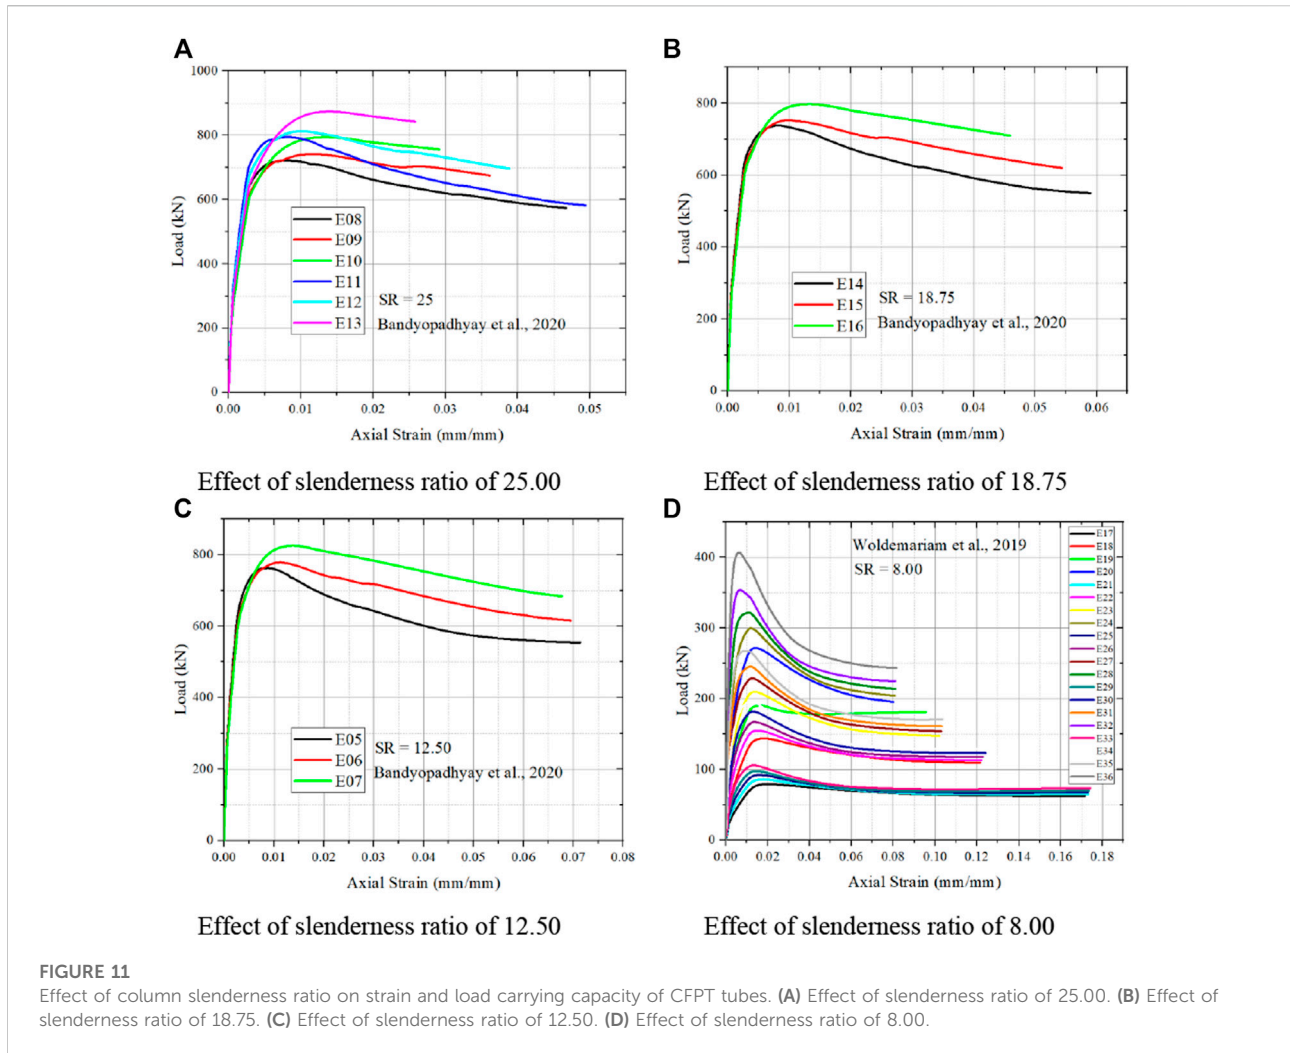 A
1000
800
600
400
200
0
Load (kN)
E08
E09
E10
E11
E12
E13
SR = 25
Bandyopadhyay et al., 2020
0.00 0.01 0.02 0.03 0.04 0.05
Axial Strain (mm/mm)
Effect of slenderness ratio of 25.00
B
800
600
400
200
0
Load (kN)
E14
E15
E16
SR = 18.75
Bandyopadhyay et al., 2020
0.00 0.01 0.02 0.03 0.04 0.05 0.06
Axial Strain (mm/mm)
Effect of slenderness ratio of 18.75
C
800
600
400
200
0
Load (kN)
E05
E06
E07
SR = 12.50
Bandyopadhyay et al., 2020
0.00 0.01 0.02 0.03 0.04 0.05 0.06 0.07 0.08
Axial Strain (mm/mm)
Effect of slenderness ratio of 12.50
D
400
300
200
100
0
Load (kN)
Woldemariam et al., 2019
SR = 8.00
E17
E18
E19
E20
E21
E22
E23
E24
E25
E26
E27
E28
E29
E30
E31
E32
E33
E34
E35
E36
0.00 0.02 0.04 0.06 0.08 0.10 0.12 0.14 0.16 0.18
Axial Strain (mm/mm)
Effect of slenderness ratio of 8.00
FIGURE 11
Effect of column slenderness ratio on strain and load carrying capacity of CFPT tubes. (A) Effect of slenderness ratio of 25.00. (B) Effect of
slenderness ratio of 18.75. (C) Effect of slenderness ratio of 12.50. (D) Effect of slenderness ratio of 8.00.